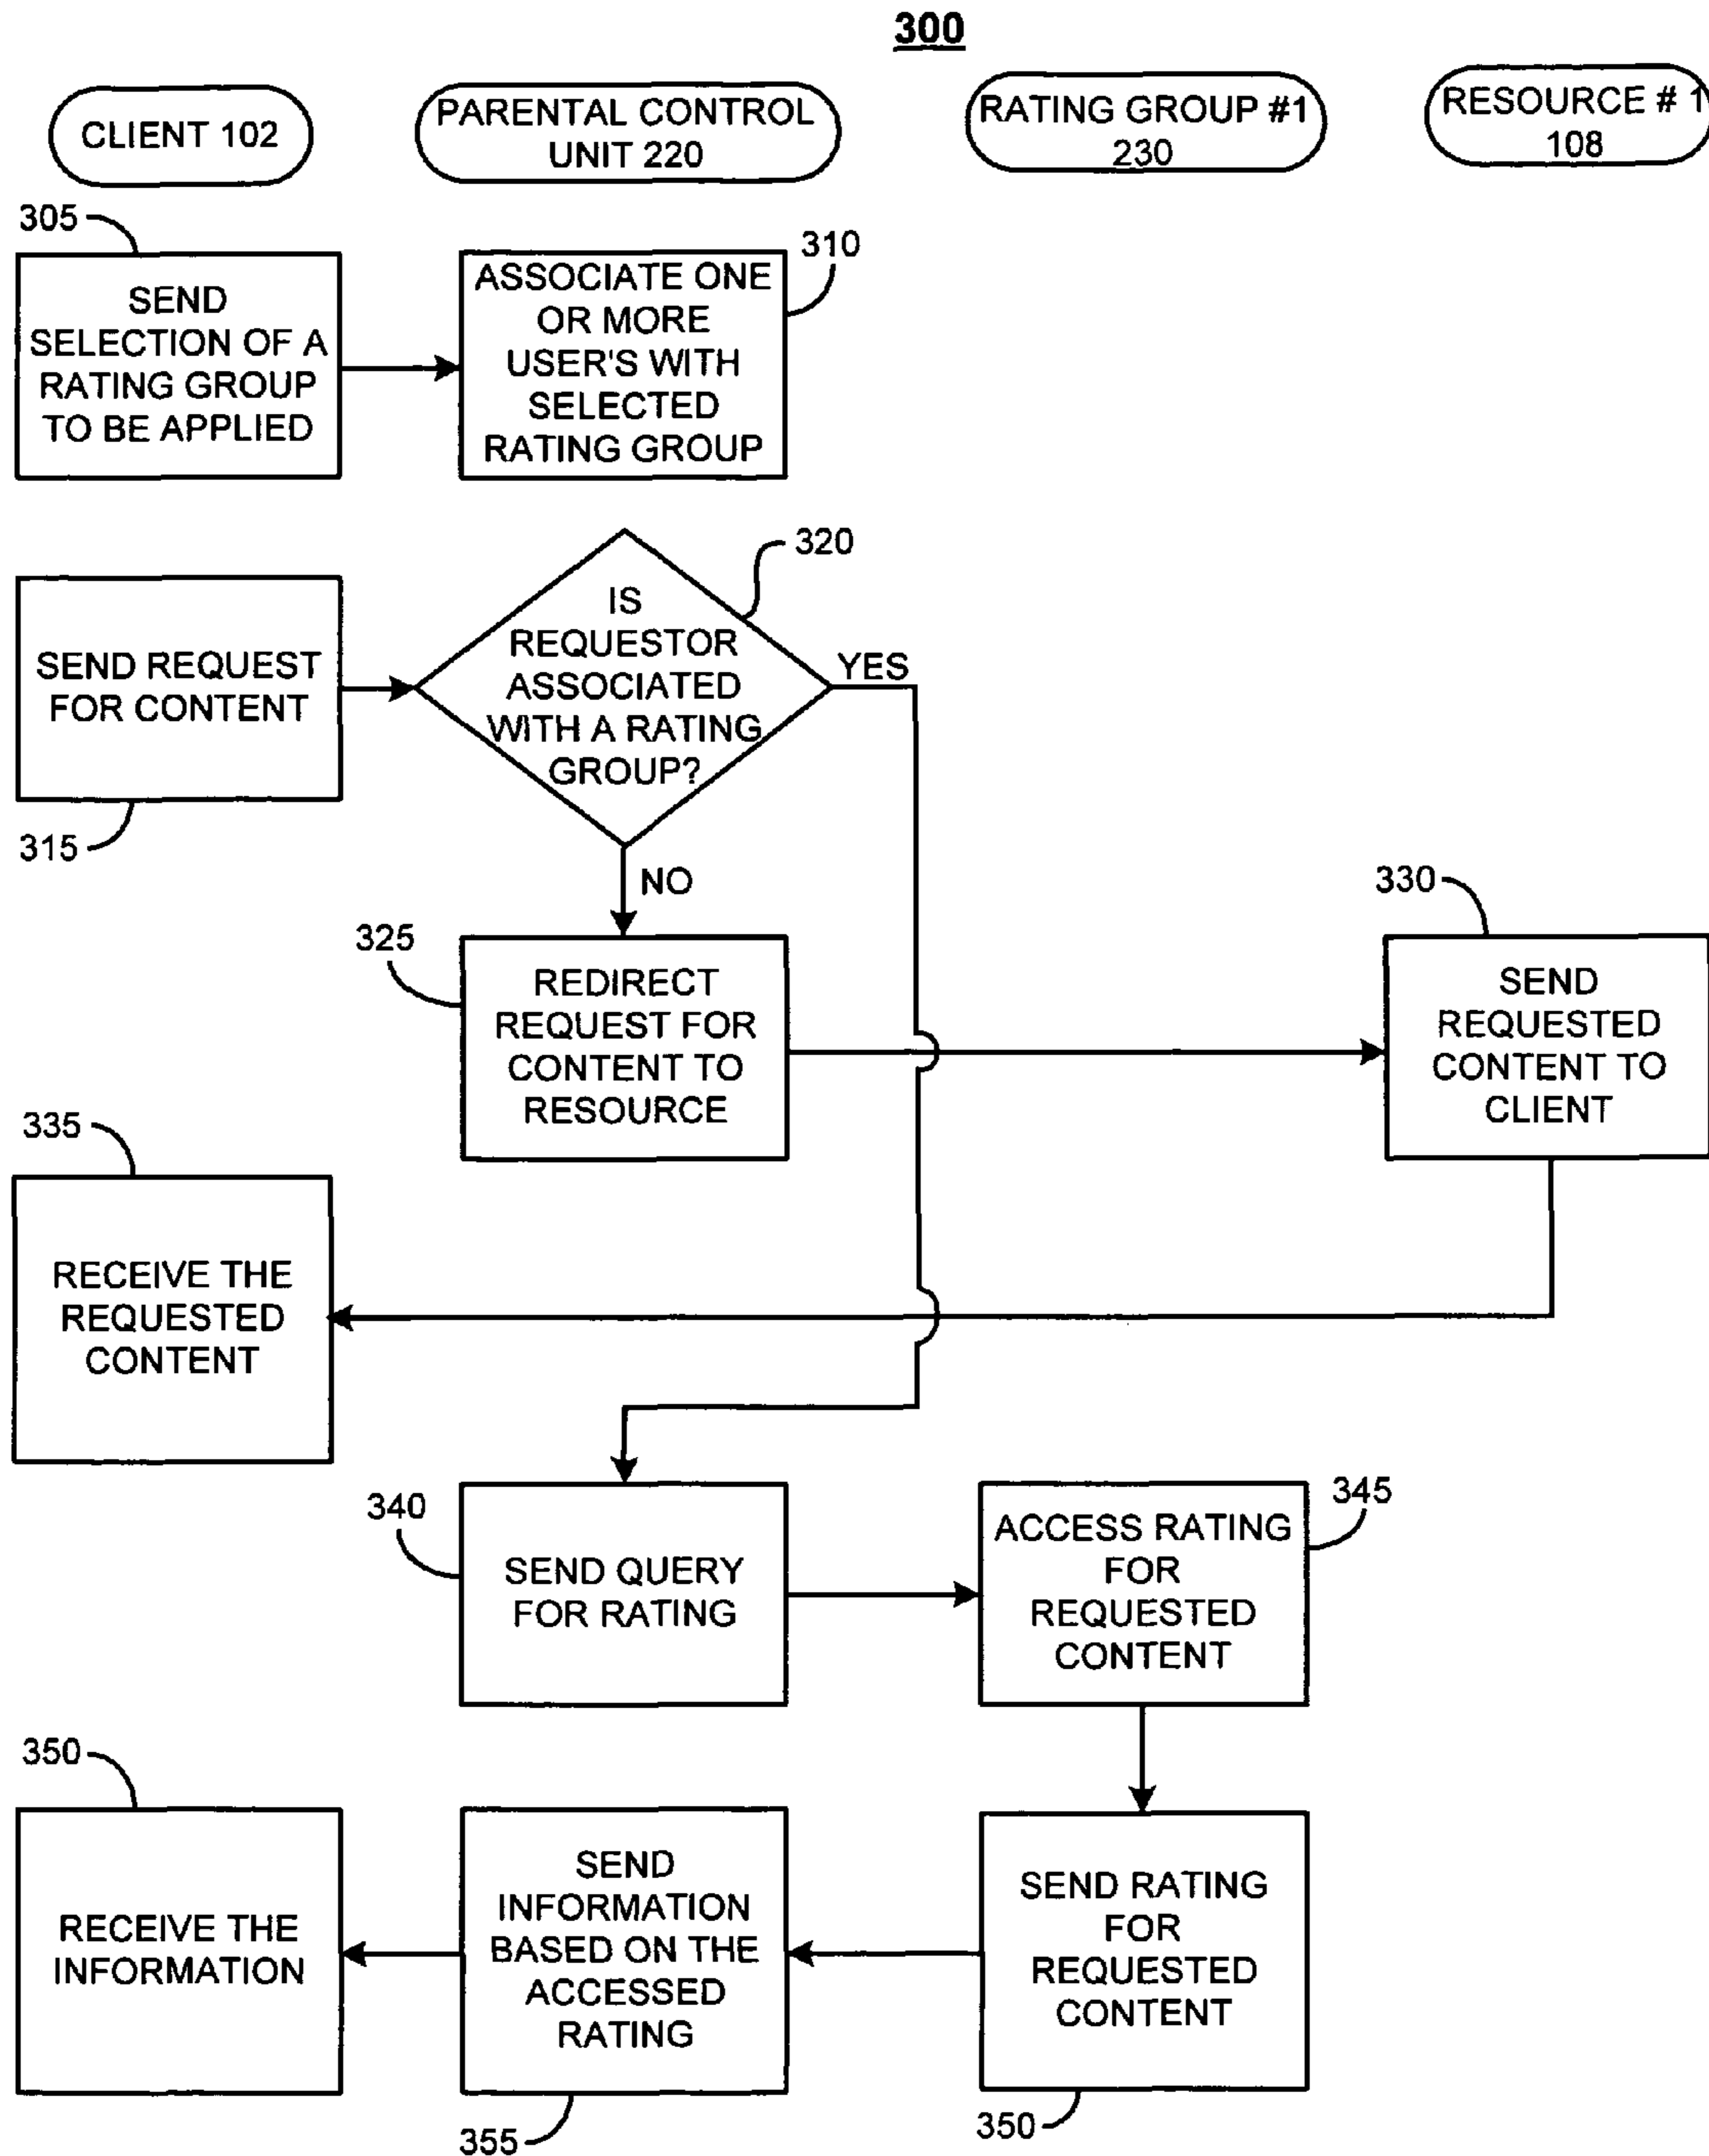 300
CLIENT 102
PARENTAL CONTROL
UNIT 220
RATING GROUP #1
230
RESOURCE # 1
108
305
SEND
SELECTION OF A
RATING GROUP
TO BE APPLIED
310
ASSOCIATE ONE
OR MORE
USER'S WITH
SELECTED
RATING GROUP
315
SEND REQUEST
FOR CONTENT
320
IS
REQUESTOR
ASSOCIATED
WITH A RATING
GROUP?
YES
NO
325
REDIRECT
REQUEST FOR
CONTENT TO
RESOURCE
330
SEND
REQUESTED
CONTENT TO
CLIENT
335
RECEIVE THE
REQUESTED
CONTENT
340
SEND QUERY
FOR RATING
345
ACCESS RATING
FOR
REQUESTED
CONTENT
350
SEND RATING
FOR
REQUESTED
CONTENT
355
SEND
INFORMATION
BASED ON THE
ACCESSED
RATING
350
RECEIVE THE
INFORMATION